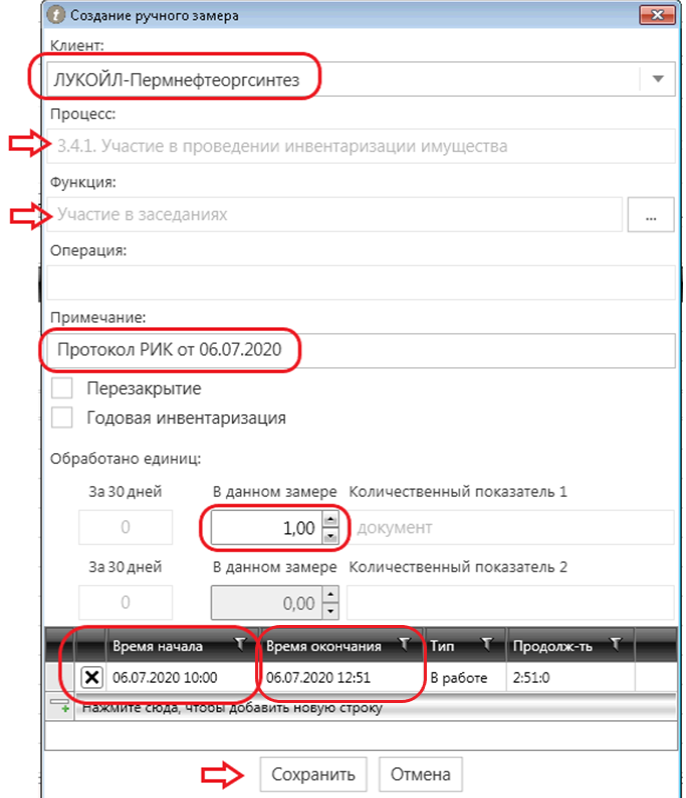 Создание ручного замера
Клиент:
ЛУКОЙЛ-Пермнефтеоргсинтез
Процесс:
3.4.1. Участие в проведении инвентаризации имущества
Функция:
Участие в заседаниях
...
Операция:
Примечание:
Протокол РИК от 06.07.2020
Перезакрытие
Годовая инвентаризация
Обработано единиц:
За 30 дней В данном замере Количественный показатель 1
0 1,00 документ
За 30 дней В данном замере Количественный показатель 2
0 0,00
Время начала Время окончания Тип Продолж-ть
06.07.2020 10:00 06.07.2020 12:51 В работе 2:51:0
Нажмите сюда, чтобы добавить новую строку
Сохранить Отмена